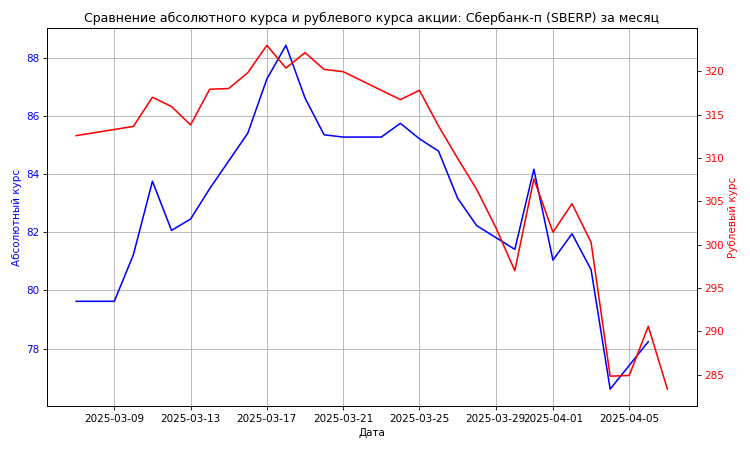 Сравнение абсолютного курса и рублевого курса акции: Сбербанк-п (SBERP) за месяц
Абсолютный курс
88
86
84
82
80
78
Рублевый курс
320
315
310
305
300
295
290
285
2025-03-09 2025-03-13 2025-03-17 2025-03-21 2025-03-25 2025-03-29 2025-04-01 2025-04-05
Дата